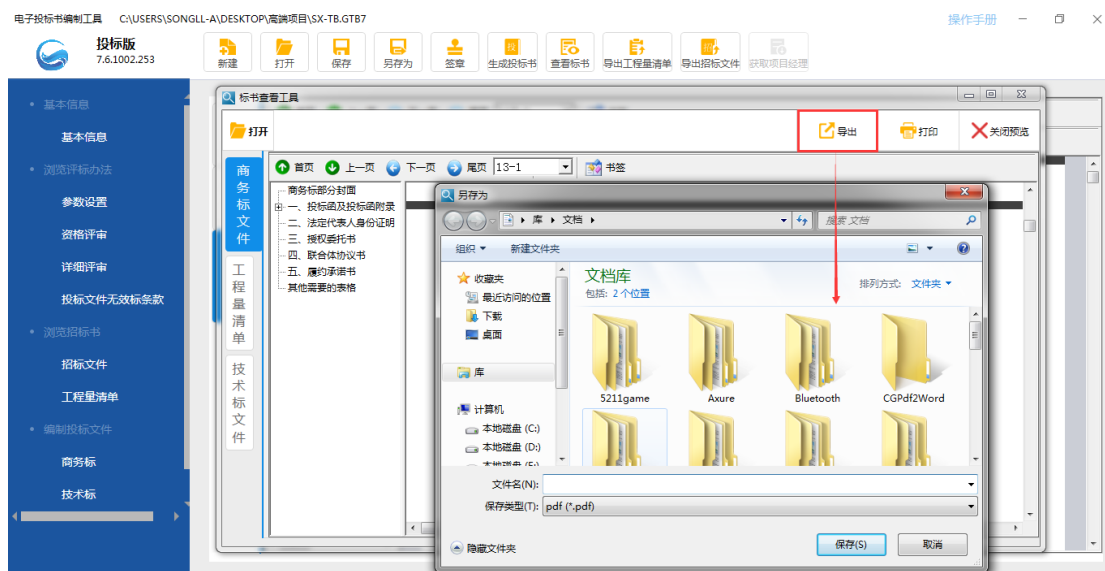 电子投标书编制工具 C:\USERS\SONGLL-A\DESKTOP\高端项目\SX-TB.GTB7 操作手册
投标版
7.6.1002.253
新建 打开 保存 另存为 签章 生成投标书 查看标书 导出工程量清单 导出招标文件 获取项目经理
基本信息
基本信息
浏览评标办法
参数设置
资格评审
详细评审
投标文件无效标条款
浏览招标书
招标文件
工程量清单
编制投标文件
商务标
技术标
标书查看工具
打开 导出 打印 关闭预览
商务标文件
工程量清单
技术标文件
首页 上一页 下一页 尾页 13-1 书签
商务标部分封面
一、投标函及投标函附录
二、法定代表人身份证明
三、授权委托书
四、联合体协议书
五、履约承诺书
其他需要的表格
另存为
库 文档 搜索 文档
组织 新建文件夹
收藏夹
最近访问的位置
下载
桌面
库
计算机
本地磁盘 (C:)
本地磁盘 (D:)
文档库
包括: 2 个位置
排列方式: 文件夹
5211game Axure Bluetooth CGPdf2Word
文件名(N):
保存类型(T): pdf (*.pdf)
隐藏文件夹 保存(S) 取消